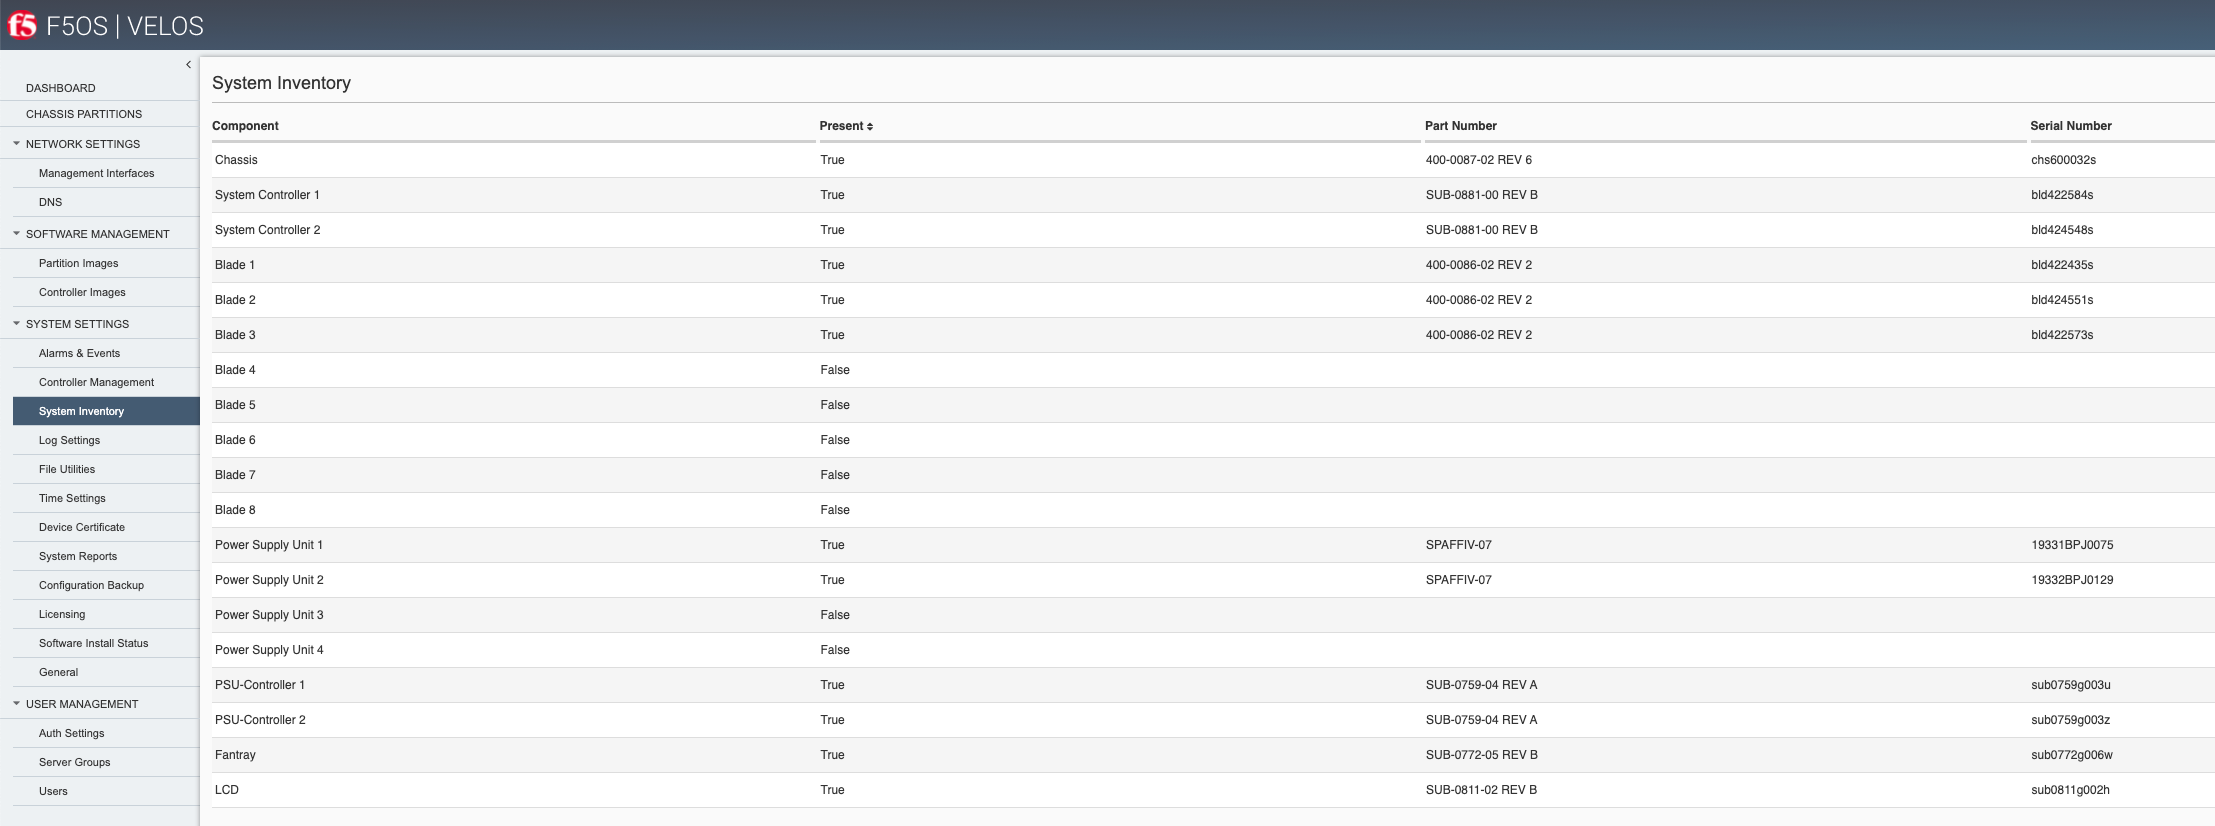 f5 F5OS | VELOS
DASHBOARD
CHASSIS PARTITIONS
NETWORK SETTINGS
Management Interfaces
DNS
SOFTWARE MANAGEMENT
Partition Images
Controller Images
SYSTEM SETTINGS
Alarms & Events
Controller Management
System Inventory
Log Settings
File Utilities
Time Settings
Device Certificate
System Reports
Configuration Backup
Licensing
Software Install Status
General
USER MANAGEMENT
Auth Settings
Server Groups
Users
System Inventory
Component Present Part Number Serial Number
Chassis True 400-0087-02 REV 6 chs600032s
System Controller 1 True SUB-0881-00 REV B bld422584s
System Controller 2 True SUB-0881-00 REV B bld424548s
Blade 1 True 400-0086-02 REV 2 bld422435s
Blade 2 True 400-0086-02 REV 2 bld424551s
Blade 3 True 400-0086-02 REV 2 bld422573s
Blade 4 False
Blade 5 False
Blade 6 False
Blade 7 False
Blade 8 False
Power Supply Unit 1 True SPAFFIV-07 19331BPJ0075
Power Supply Unit 2 True SPAFFIV-07 19332BPJ0129
Power Supply Unit 3 False
Power Supply Unit 4 False
PSU-Controller 1 True SUB-0759-04 REV A sub0759g003u
PSU-Controller 2 True SUB-0759-04 REV A sub0759g003z
Fantray True SUB-0772-05 REV B sub0772g006w
LCD True SUB-0811-02 REV B sub0811g002h